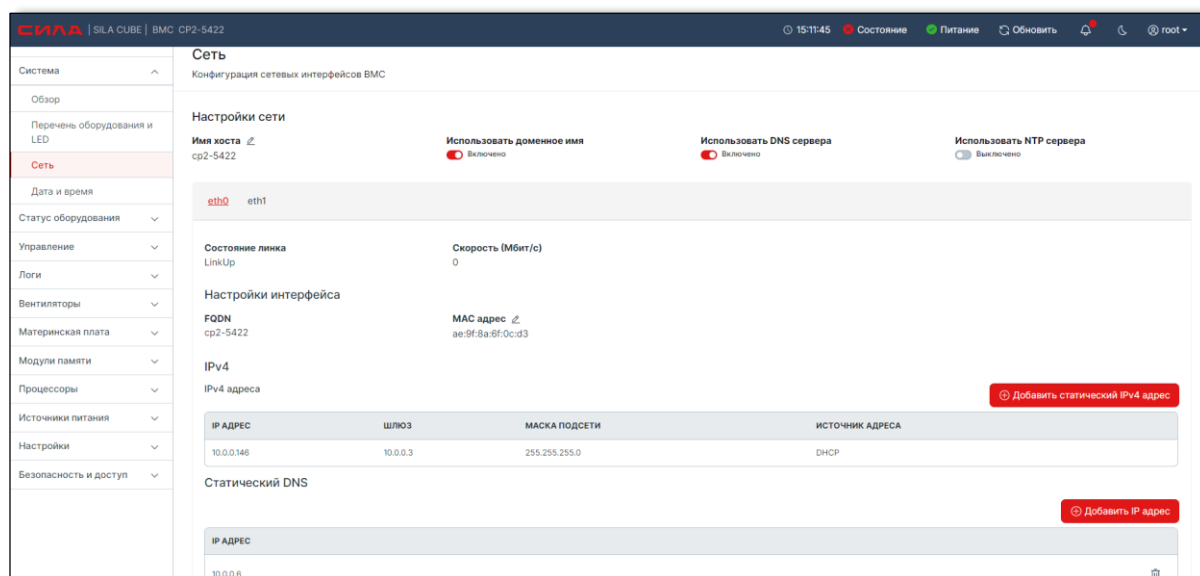 СИЛА | SILA CUBE | BMC CP2-5422
15:11:45 Состояние Питание Обновить root
Система
Обзор
Перечень оборудования и
LED
Сеть
Дата и время
Статус оборудования
Управление
Логи
Вентиляторы
Материнская плата
Модули памяти
Процессоры
Источники питания
Настройки
Безопасность и доступ
Сеть
Конфигурация сетевых интерфейсов BMC
Настройки сети
Имя хоста Использовать доменное имя Использовать DNS сервера Использовать NTP сервера
cp2-5422 Включено Включено Выключено
eth0 eth1
Состояние линка Скорость (Мбит/с)
LinkUp 0
Настройки интерфейса
FQDN MAC адрес
cp2-5422 ae:9f:8a:6f:0c:d3
IPv4
IPv4 адреса
Добавить статический IPv4 адрес
IP АДРЕС ШЛЮЗ МАСКА ПОДСЕТИ ИСТОЧНИК АДРЕСА
10.0.0.146 10.0.0.3 255.255.255.0 DHCP
Статический DNS
Добавить IP адрес
IP АДРЕС
10.0.0.6